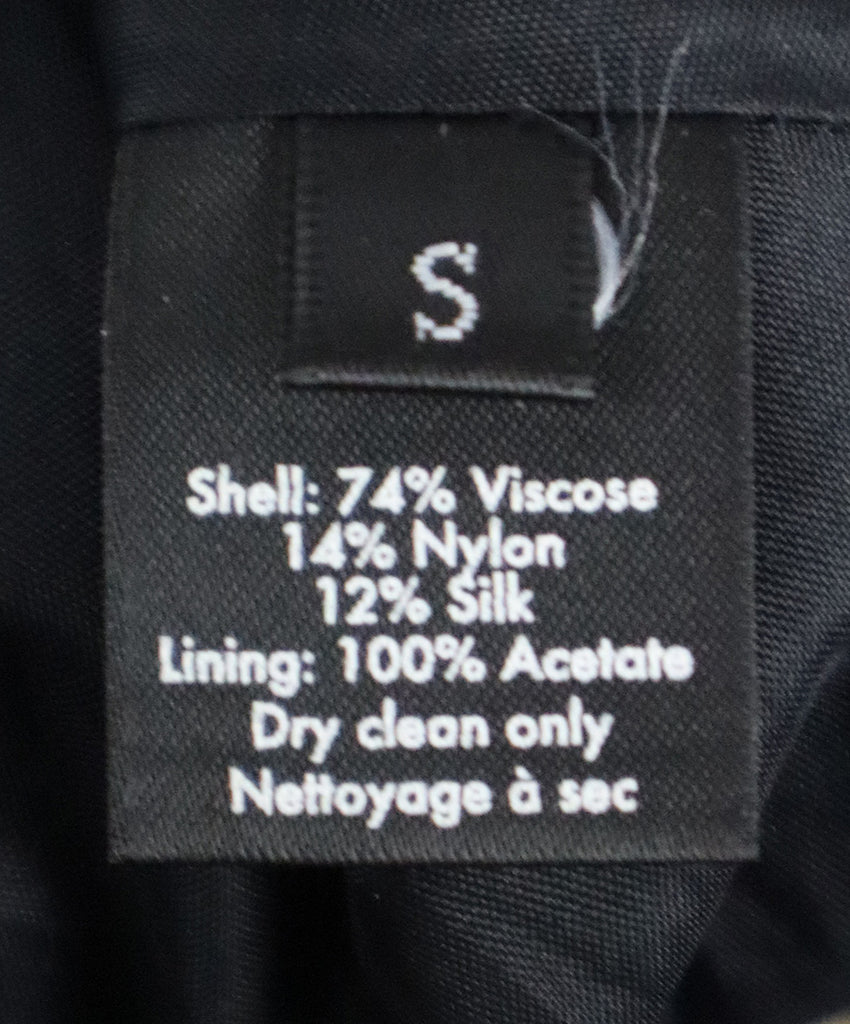 S
Shell: 74% Viscose
14% Nylon
12% Silk
Lining: 100% Acetate
Dry clean only
Nettoyage à sec